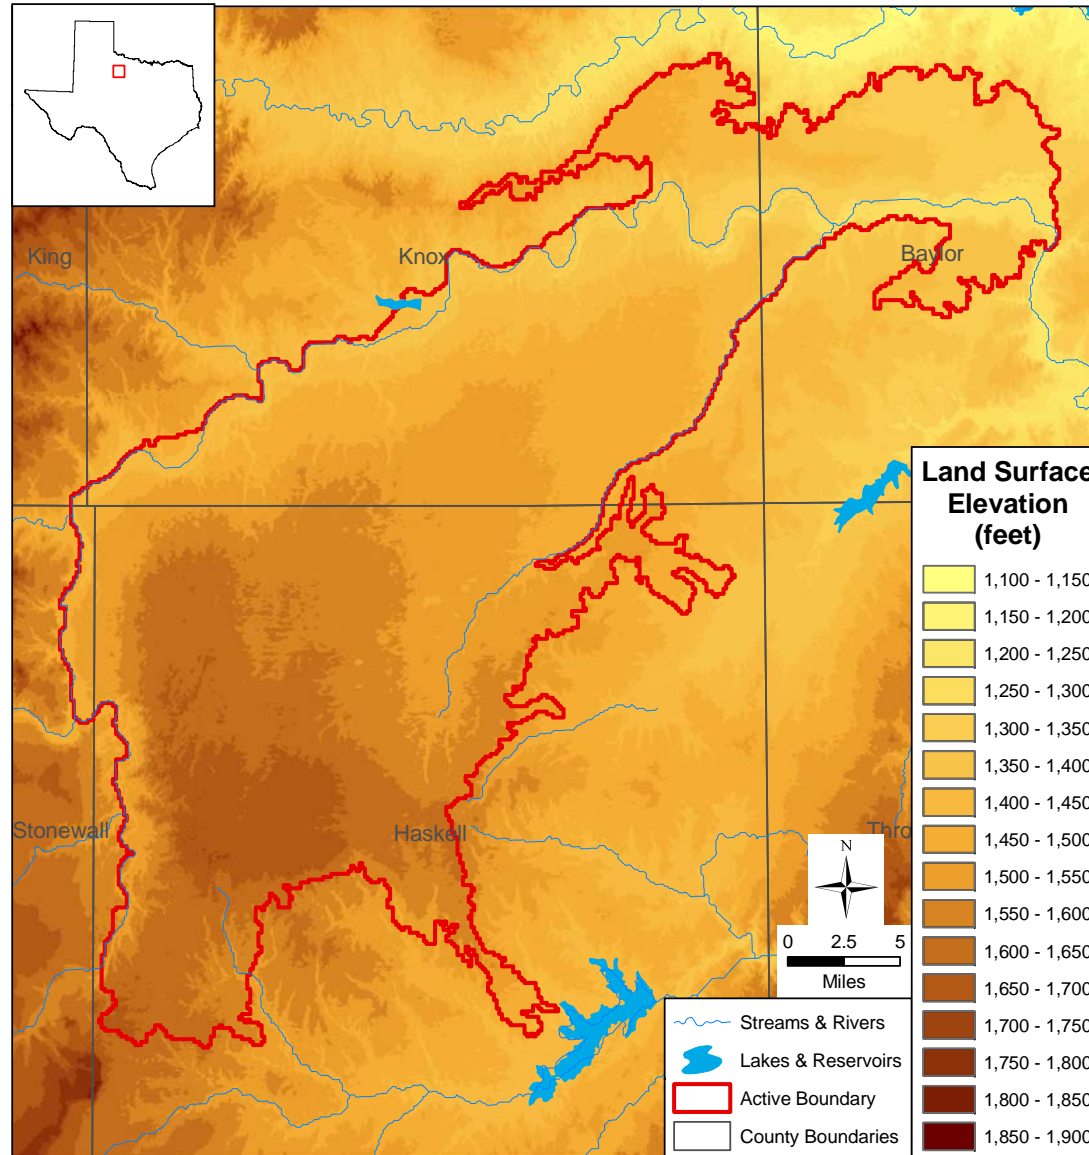 King
Knox
Baylor
Stonewall
Haskell
Thro
N
0 2.5 5
Miles
Streams & Rivers
Lakes & Reservoirs
Active Boundary
County Boundaries
Land Surface
Elevation
(feet)
1,100 - 1,150
1,150 - 1,200
1,200 - 1,250
1,250 - 1,300
1,300 - 1,350
1,350 - 1,400
1,400 - 1,450
1,450 - 1,500
1,500 - 1,550
1,550 - 1,600
1,600 - 1,650
1,650 - 1,700
1,700 - 1,750
1,750 - 1,800
1,800 - 1,850
1,850 - 1,900